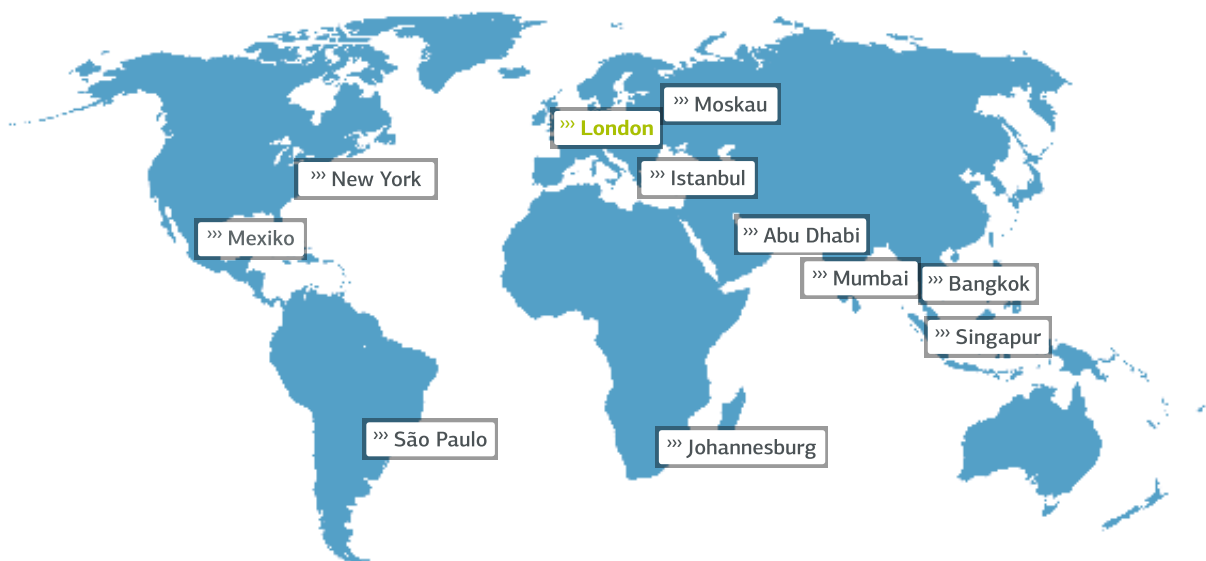 ››› Moskau
››› London
››› New York
››› Istanbul
››› Mexiko
››› Abu Dhabi
››› Mumbai
››› Bangkok
››› Singapur
››› São Paulo
››› Johannesburg